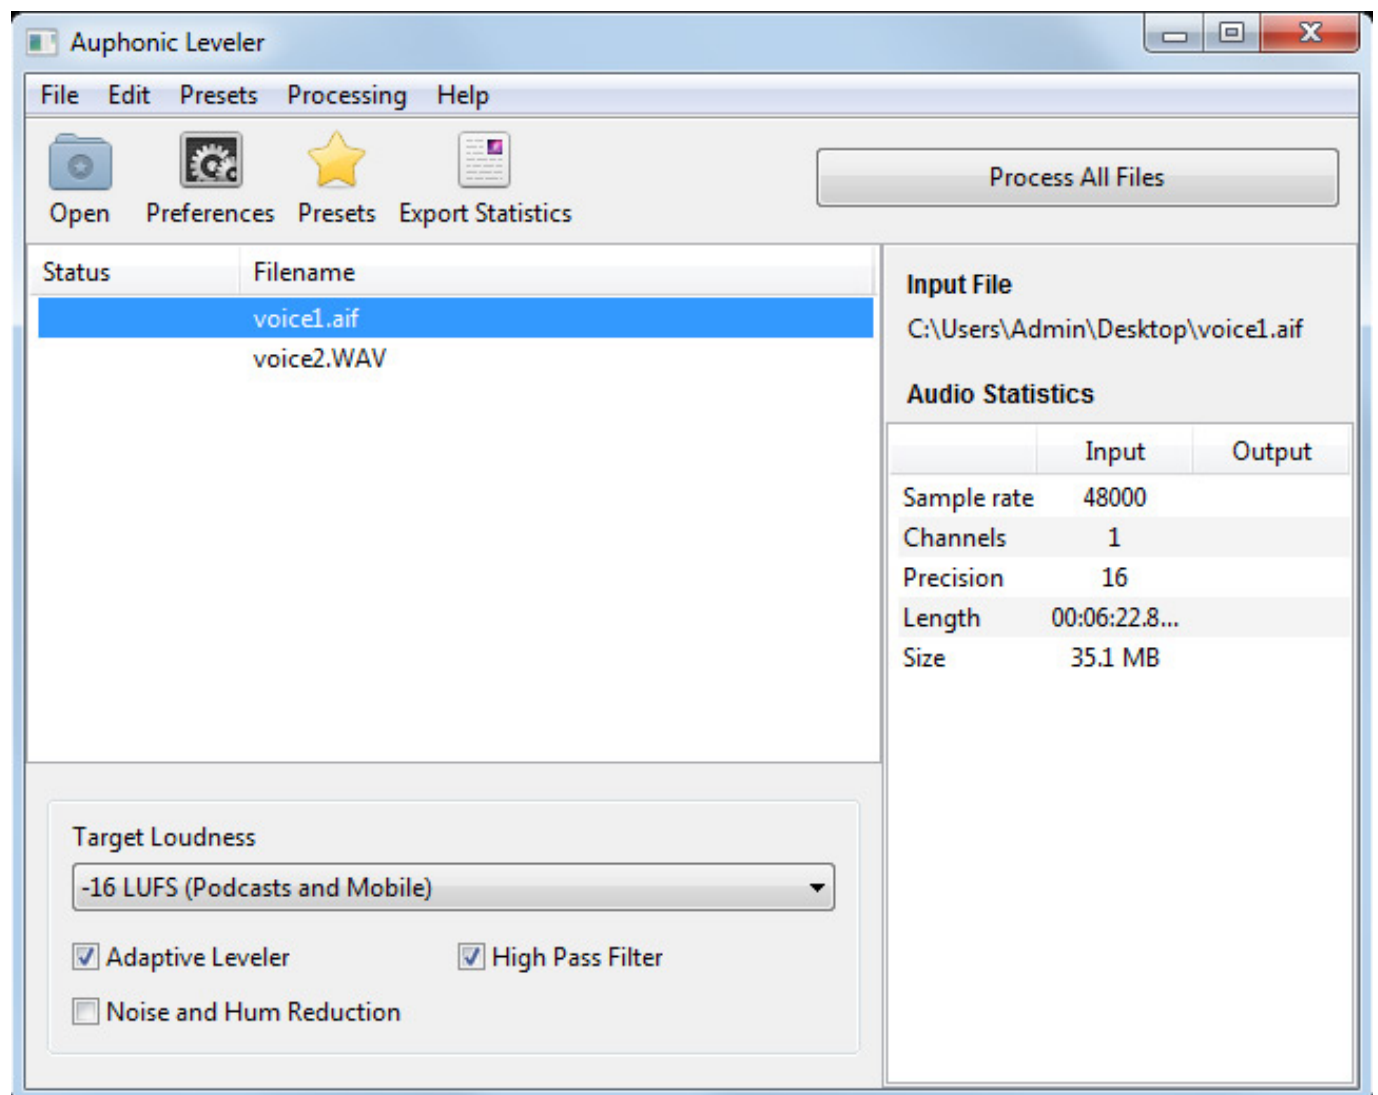 Auphonic Leveler
File Edit Presets Processing Help
Open Preferences Presets Export Statistics
Process All Files
Status Filename
voice1.aif
voice2.WAV
Input File
C:\Users\Admin\Desktop\voice1.aif
Audio Statistics
Input Output
Sample rate 48000
Channels 1
Precision 16
Length 00:06:22.8...
Size 35.1 MB
Target Loudness
-16 LUFS (Podcasts and Mobile)
Adaptive Leveler High Pass Filter
Noise and Hum Reduction